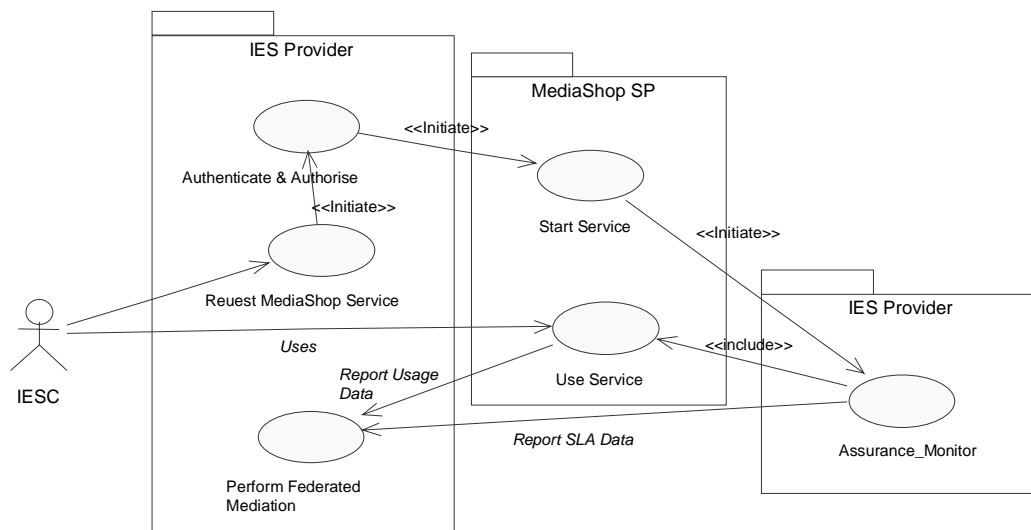 IES Provider
MediaShop SP
<<Initiate>>
Authenticate & Authorise
<<Initiate>>
Start Service
<<Initiate>>
Reuest MediaShop Service
IES Provider
Uses
<<include>>
IESC
Report Usage
Data
Use Service
Report SLA Data
Assurance_Monitor
Perform Federated
Mediation